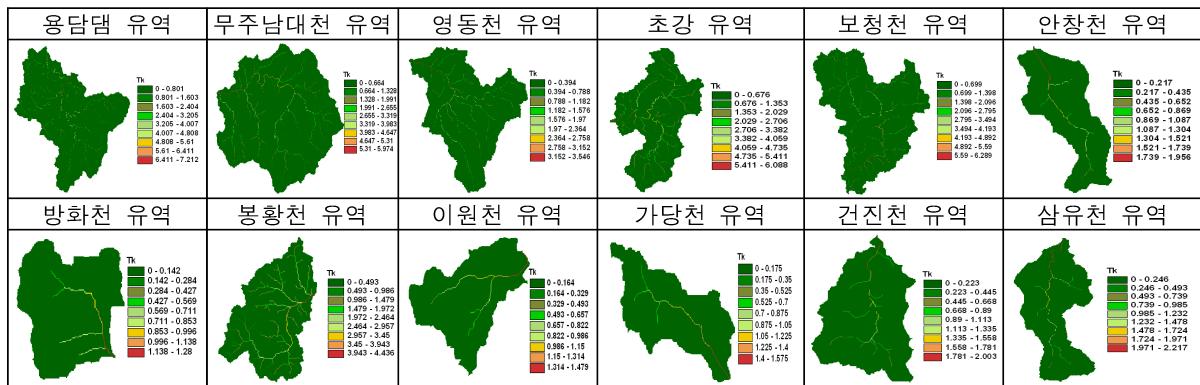 용담댐 유역
무주남대천 유역
영동천 유역
초강 유역
보청천 유역
안창천 유역
Tk
0 - 0.801
0.801 - 1.603
1.603 - 2.404
2.404 - 3.205
3.205 - 4.007
4.007 - 4.808
4.808 - 5.61
5.61 - 6.411
6.411 - 7.212
Tk
0 - 0.664
0.664 - 1.328
1.328 - 1.991
1.991 - 2.655
2.655 - 3.319
3.319 - 3.983
3.983 - 4.647
4.647 - 5.31
5.31 - 5.974
Tk
0 - 0.394
0.394 - 0.788
0.788 - 1.182
1.182 - 1.576
1.576 - 1.97
1.97 - 2.364
2.364 - 2.758
2.758 - 3.152
3.152 - 3.546
Tk
0 - 0.676
0.676 - 1.353
1.353 - 2.029
2.029 - 2.706
2.706 - 3.382
3.382 - 4.059
4.059 - 4.735
4.735 - 5.411
5.411 - 6.088
Tk
0 - 0.699
0.699 - 1.398
1.398 - 2.096
2.096 - 2.795
2.795 - 3.494
3.494 - 4.193
4.193 - 4.892
4.892 - 5.59
5.59 - 6.289
Tk
0 - 0.217
0.217 - 0.435
0.435 - 0.652
0.652 - 0.869
0.869 - 1.087
1.087 - 1.304
1.304 - 1.521
1.521 - 1.739
1.739 - 1.956
방화천 유역
봉황천 유역
이원천 유역
가당천 유역
건진천 유역
삼유천 유역
Tk
0 - 0.142
0.142 - 0.284
0.284 - 0.427
0.427 - 0.569
0.569 - 0.711
0.711 - 0.853
0.853 - 0.996
0.996 - 1.138
1.138 - 1.28
Tk
0 - 0.493
0.493 - 0.986
0.986 - 1.479
1.479 - 1.972
1.972 - 2.464
2.464 - 2.957
2.957 - 3.45
3.45 - 3.943
3.943 - 4.436
Tk
0 - 0.164
0.164 - 0.329
0.329 - 0.493
0.493 - 0.657
0.657 - 0.822
0.822 - 0.986
0.986 - 1.15
1.15 - 1.314
1.314 - 1.479
Tk
0 - 0.175
0.175 - 0.35
0.35 - 0.525
0.525 - 0.7
0.7 - 0.875
0.875 - 1.05
1.05 - 1.225
1.225 - 1.4
1.4 - 1.575
Tk
0 - 0.223
0.223 - 0.445
0.445 - 0.668
0.668 - 0.89
0.89 - 1.113
1.113 - 1.335
1.335 - 1.558
1.558 - 1.781
1.781 - 2.003
Tk
0 - 0.246
0.246 - 0.493
0.493 - 0.739
0.739 - 0.985
0.985 - 1.232
1.232 - 1.478
1.478 - 1.724
1.724 - 1.971
1.971 - 2.217